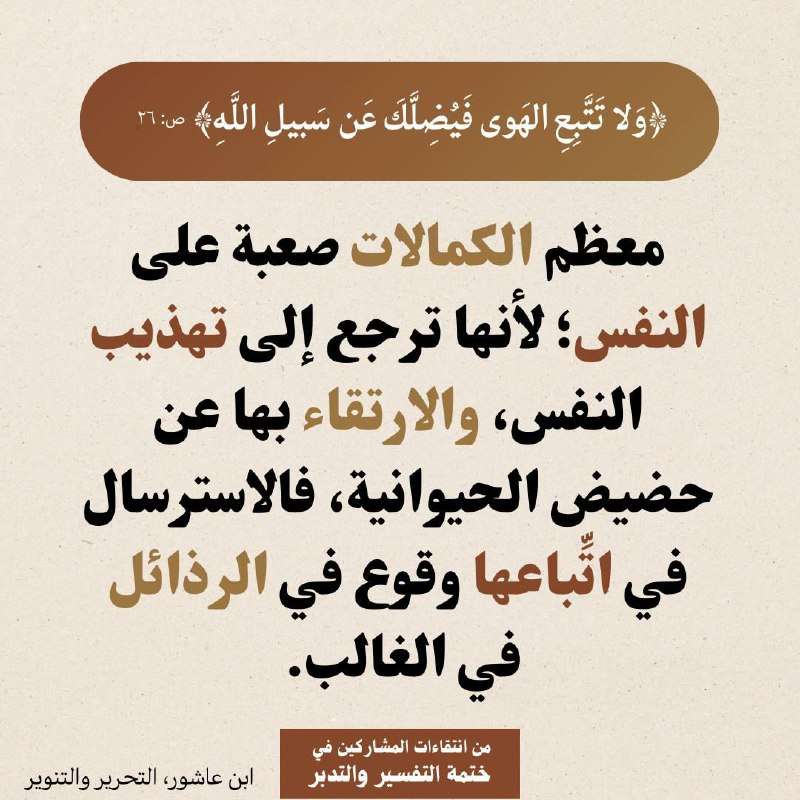 ﴿وَلا تَتَّبِعِ الهَوى فَيُضِلَّكَ عَن سَبيلِ اللَّهِ﴾ ص: ٢٦
معظم الكمالات صعبة على
النفس؛ لأنها ترجع إلى تهذيب
النفس، والارتقاء بها عن
حضيض الحيوانية، فالاسترسال
في اتِّباعها وقوع في الرذائل
في الغالب.
من انتقاءات المشاركين في
ختمة التفسير والتدبر
ابن عاشور، التحرير والتنوير